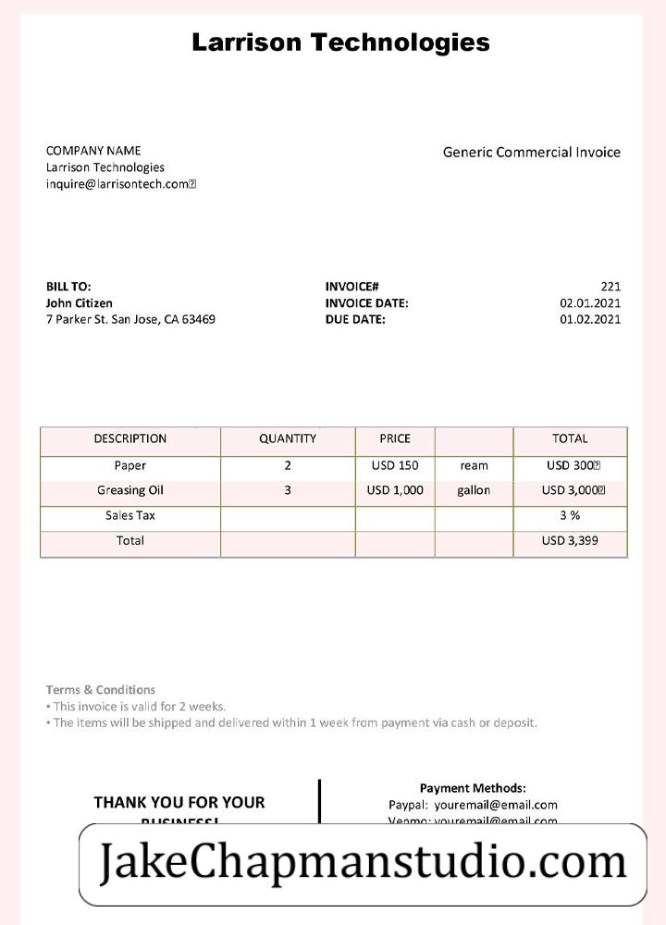 Larrison Technologies
COMPANY NAME
Larrison Technologies
inquire@larrisontech.com
Generic Commercial Invoice
BILL TO:
John Citizen
7 Parker St. San Jose, CA 63469
INVOICE# 221
INVOICE DATE: 02.01.2021
DUE DATE: 01.02.2021
DESCRIPTION QUANTITY PRICE TOTAL
Paper 2 USD 150 ream USD 300
Greasing Oil 3 USD 1,000 gallon USD 3,000
Sales Tax 3 %
Total USD 3,399
Terms & Conditions
• This invoice is valid for 2 weeks.
• The items will be shipped and delivered within 1 week from payment via cash or deposit.
THANK YOU FOR YOUR
BUSINESS!
Payment Methods:
Paypal: youremail@email.com
Venmo: youremail@email.com
JakeChapmanstudio.com